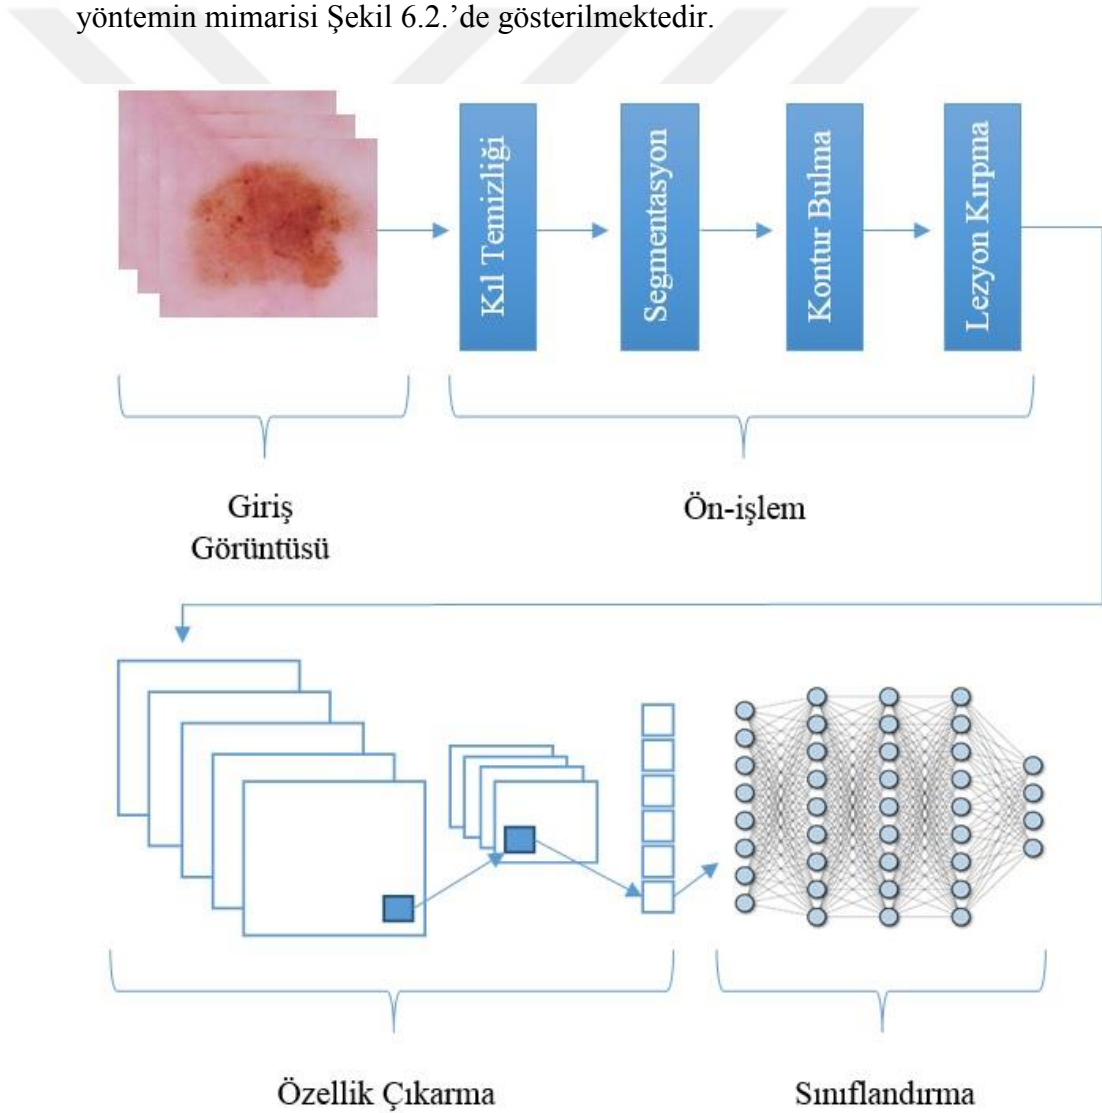 yöntemin mimarisi Şekil 6.2.’de gösterilmektedir.
Kıl Temizliği
Segmentasyon
Kontur Bulma
Lezyon Kırpma
Giriş
Görüntüsü
Ön-işlem
Özellik Çıkarma
Sınıflandırma